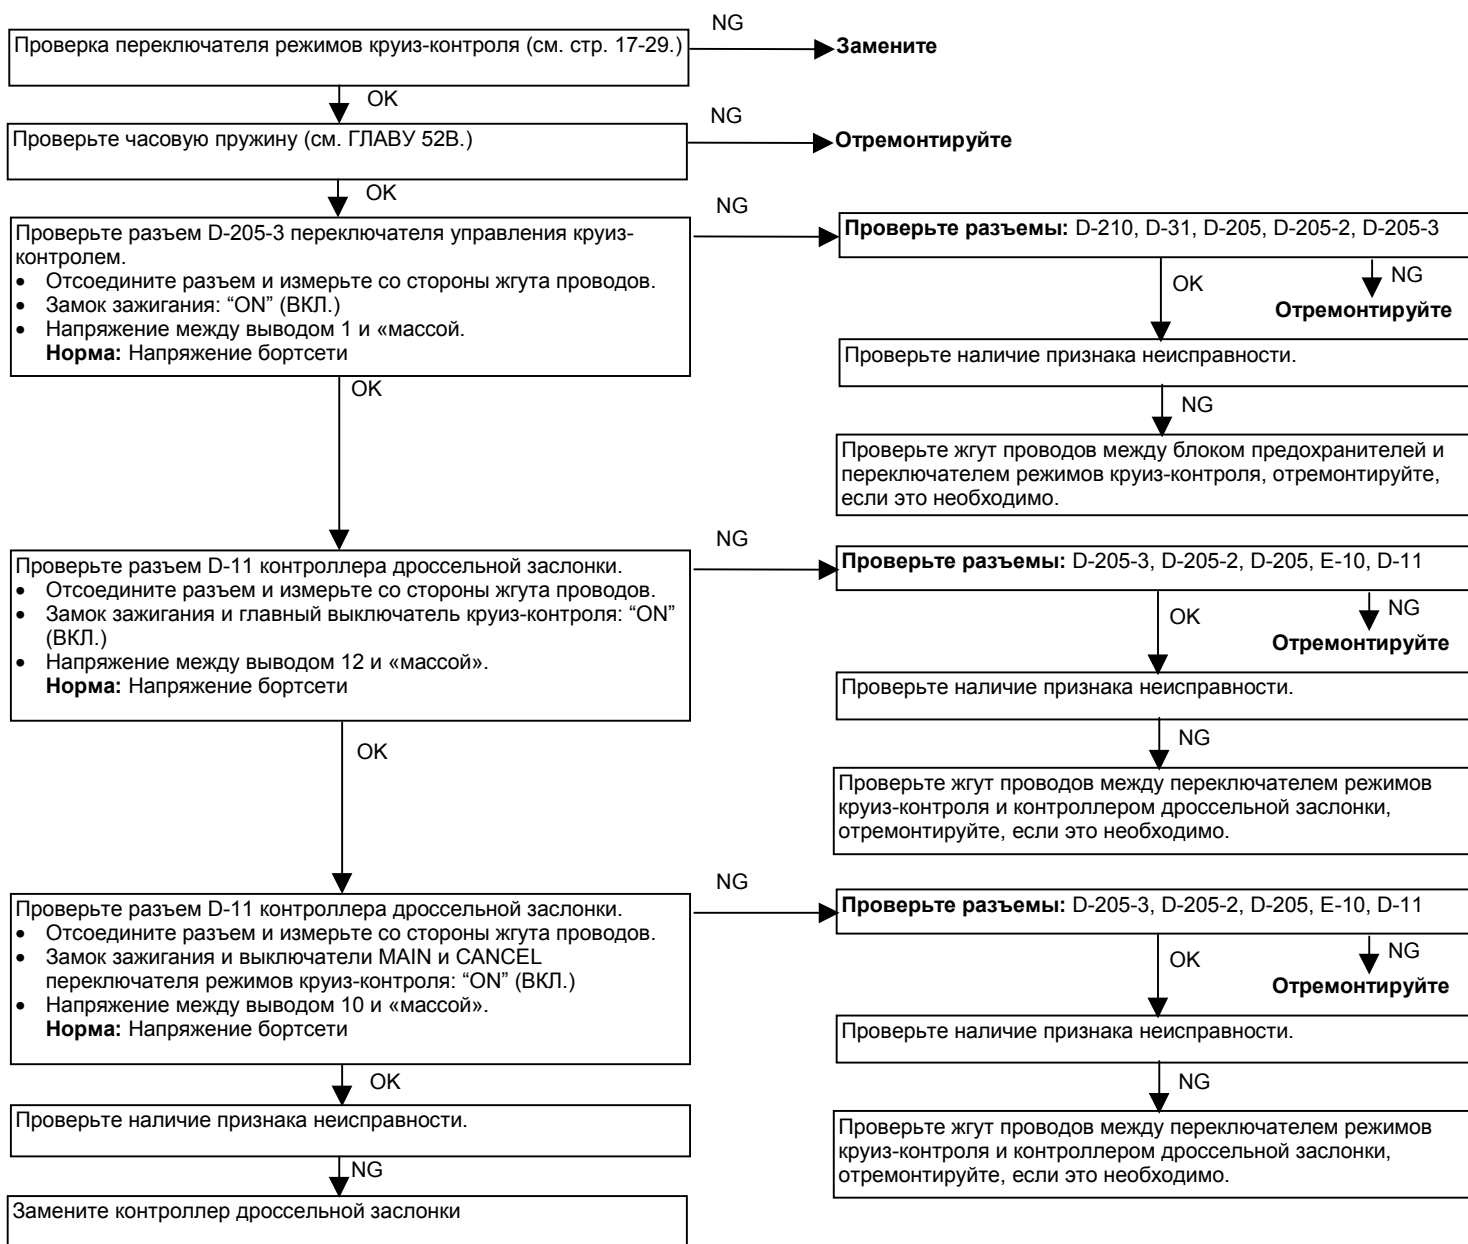 Проверка переключателя режимов круиз-контроля (см. стр. 17-29.)
NG
Замените
OK
Проверьте часовую пружину (см. ГЛАВУ 52B.)
NG
Отремонтируйте
OK
Проверьте разъем D-205-3 переключателя управления круиз-
контролем.
• Отсоедините разъем и измерьте со стороны жгута проводов.
• Замок зажигания: “ON” (ВКЛ.)
• Напряжение между выводом 1 и «массой.
Норма: Напряжение бортсети
NG
Проверьте разъемы: D-210, D-31, D-205, D-205-2, D-205-3
OK
NG
Отремонтируйте
Проверьте наличие признака неисправности.
NG
Проверьте жгут проводов между блоком предохранителей и
переключателем режимов круиз-контроля, отремонтируйте,
если это необходимо.
OK
Проверьте разъем D-11 контроллера дроссельной заслонки.
• Отсоедините разъем и измерьте со стороны жгута проводов.
• Замок зажигания и главный выключатель круиз-контроля: “ON”
(ВКЛ.)
• Напряжение между выводом 12 и «массой».
Норма: Напряжение бортсети
NG
Проверьте разъемы: D-205-3, D-205-2, D-205, E-10, D-11
OK
NG
Отремонтируйте
Проверьте наличие признака неисправности.
NG
Проверьте жгут проводов между переключателем режимов
круиз-контроля и контроллером дроссельной заслонки,
отремонтируйте, если это необходимо.
OK
Проверьте разъем D-11 контроллера дроссельной заслонки.
• Отсоедините разъем и измерьте со стороны жгута проводов.
• Замок зажигания и выключатели MAIN и CANCEL
переключателя режимов круиз-контроля: “ON” (ВКЛ.)
• Напряжение между выводом 10 и «массой».
Норма: Напряжение бортсети
NG
Проверьте разъемы: D-205-3, D-205-2, D-205, E-10, D-11
OK
NG
Отремонтируйте
Проверьте наличие признака неисправности.
NG
Проверьте жгут проводов между переключателем режимов
круиз-контроля и контроллером дроссельной заслонки,
отремонтируйте, если это необходимо.
OK
Проверьте наличие признака неисправности.
NG
Замените контроллер дроссельной заслонки